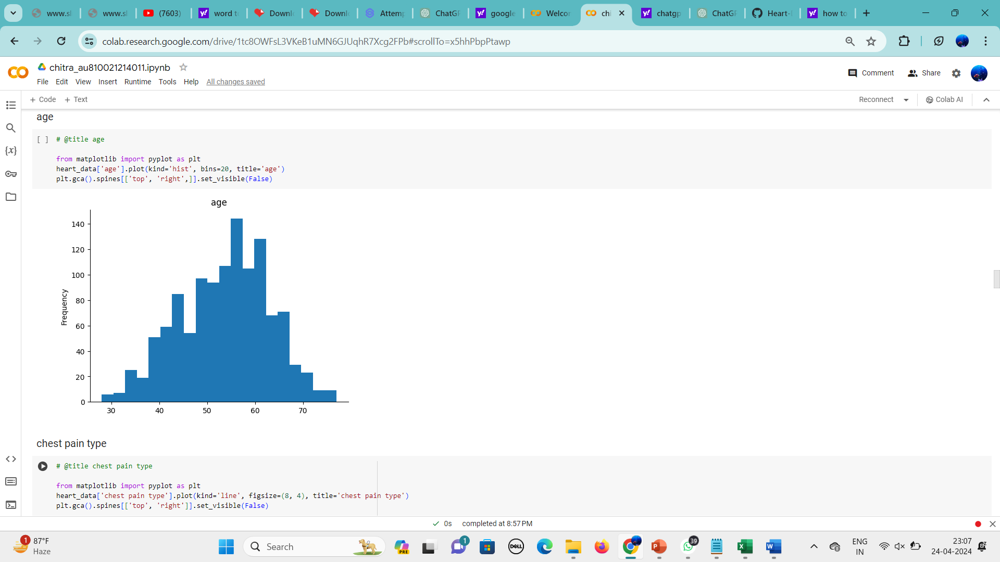 www.sl
www.sl
(7603)
word t
Downl
Downl
Attemp
ChatGP
google
Welcor
chi
chatgp
ChatGP
Heart-
how to
colab.research.google.com/drive/1tc8OWFsL3VKeB1uMN6GJUqhR7Xcg2FPb#scrollTo=x5hhPbpPtawp
chitra_au810021214011.ipynb
File Edit View Insert Runtime Tools Help All changes saved
Comment
Share
+ Code + Text
Reconnect
Colab AI
age
[ ] # @title age
from matplotlib import pyplot as plt
heart_data['age'].plot(kind='hist', bins=20, title='age')
plt.gca().spines[['top', 'right',]].set_visible(False)
age
140
120
100
80
60
40
20
0
Frequency
30 40 50 60 70
chest pain type
# @title chest pain type
from matplotlib import pyplot as plt
heart_data['chest pain type'].plot(kind='line', figsize=(8, 4), title='chest pain type')
plt.gca().spines[['top', 'right']].set_visible(False)
0s completed at 8:57 PM
1
87°F
Haze
Search
PRE
1
DELL
39
ENG
IN
23:07
24-04-2024